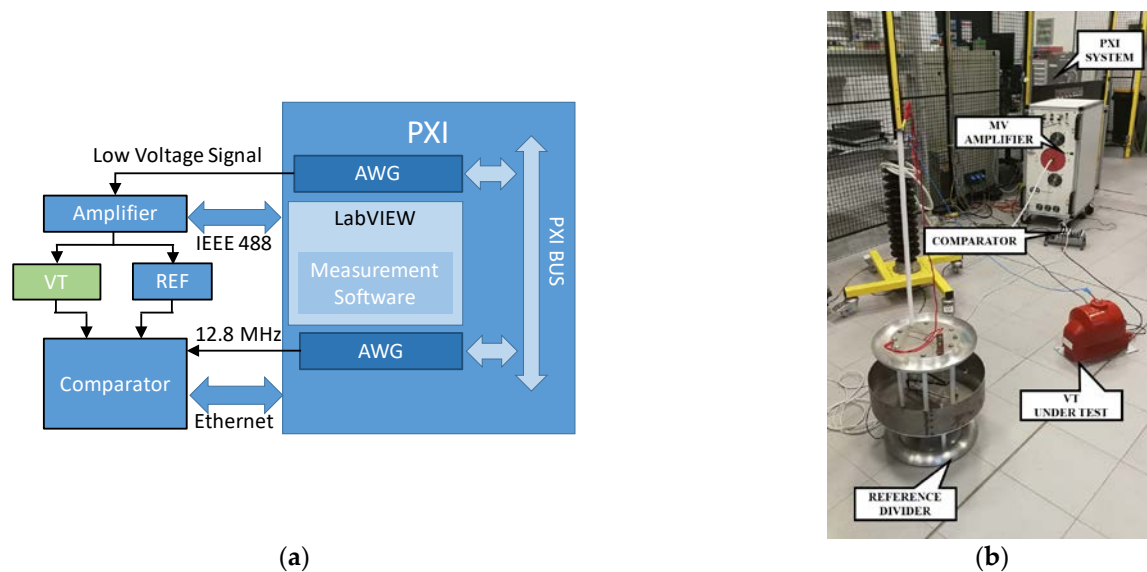 PXI
Low Voltage Signal
AWG
Amplifier
LabVIEW
IEEE 488
PXI BUS
VT
REF
Measurement
Software
12.8 MHz
AWG
Comparator
Ethernet
(a)
PXI
SYSTEM
MV
AMPLIFIER
COMPARATOR
VT
UNDER TEST
REFERENCE
DIVIDER
(b)